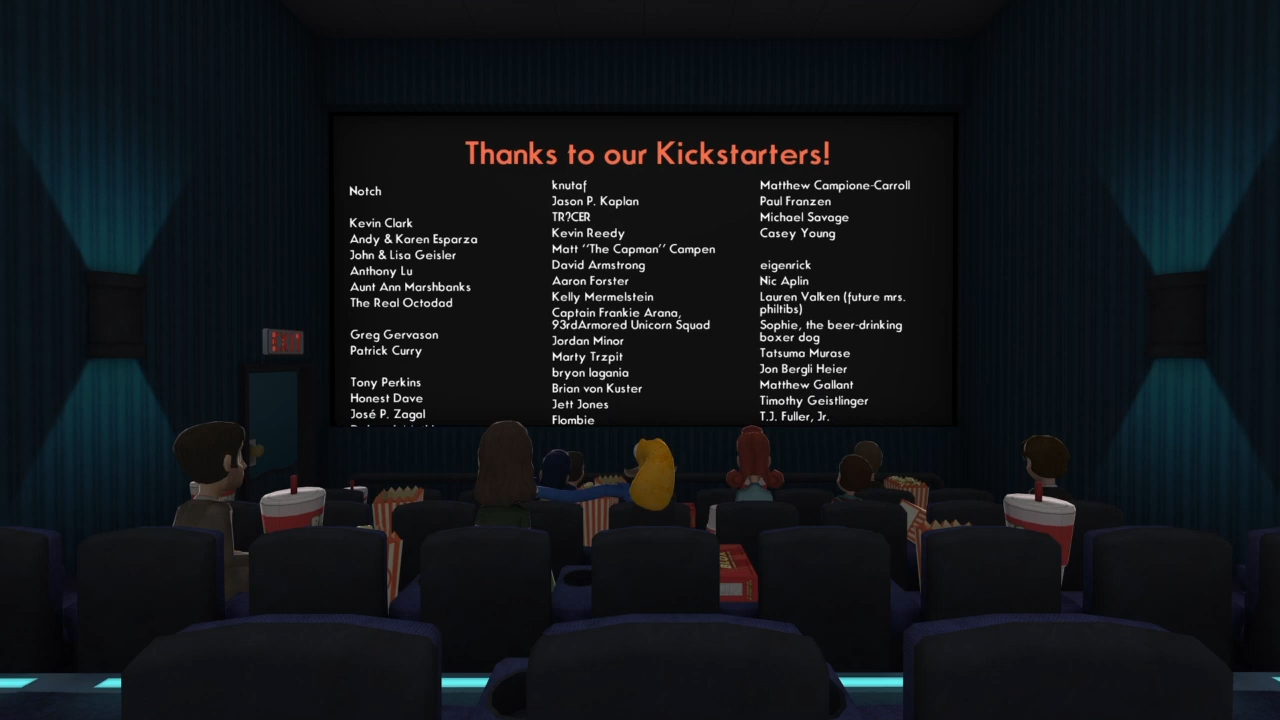 Thanks to our Kickstarters!
Notch
Kevin Clark
Andy & Karen Esparza
John & Lisa Geisler
Anthony Lu
Aunt Ann Marshbanks
The Real Octodad
Greg Gervason
Patrick Curry
Tony Perkins
Honest Dave
José P. Zagal
knutaf
Jason P. Kaplan
TR?CER
Kevin Reedy
Matt ‘‘The Capman’’ Campen
David Armstrong
Aaron Forster
Kelly Mermelstein
Captain Frankie Arana,
93rdArmored Unicorn Squad
Jordan Minor
Marty Trzpit
bryon lagania
Brian von Kuster
Jett Jones
Flombie
Matthew Campione-Carroll
Paul Franzen
Michael Savage
Casey Young
eigenrick
Nic Aplin
Lauren Valken (future mrs.
philtibs)
Sophie, the beer-drinking
boxer dog
Tatsuma Murase
Jon Bergli Heier
Matthew Gallant
Timothy Geistlinger
T.J. Fuller, Jr.
EXIT